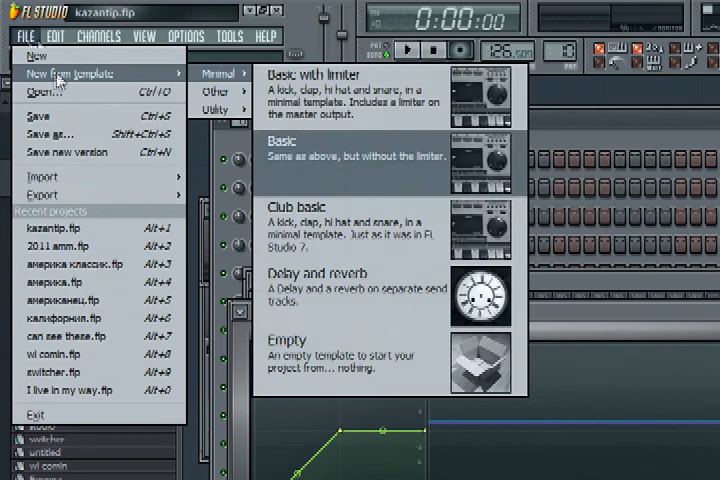 FL STUDIO kazantip.flp
FILE EDIT CHANNELS VIEW OPTIONS TOOLS HELP
0:00:00
PAT
SONG
126.509
10
New
New from template
Open... Ctrl+O
Save Ctrl+S
Save as... Shift+Ctrl+S
Save new version Ctrl+N
Import
Export
Recent projects
kazantip.flp Alt+1
2011 amm.flp Alt+2
америка классик.flp Alt+3
америка.flp Alt+4
американец.flp Alt+5
калифорния.flp Alt+6
can see these.flp Alt+7
wi comin.flp Alt+8
switcher.flp Alt+9
I live in my way.flp Alt+0
Exit
Minimal
Other
Utility
Basic with limiter
A kick, clap, hi hat and snare, in a
minimal template. Includes a limiter on
the master output.
Basic
Same as above, but without the limiter.
Club basic
A kick, clap, hi hat and snare, in a
minimal template. Just as it was in FL
Studio 7.
Delay and reverb
A Delay and a reverb on separate send
tracks.
Empty
An empty template to start your
project from... nothing.
studio
switcher
untitled
wi comin